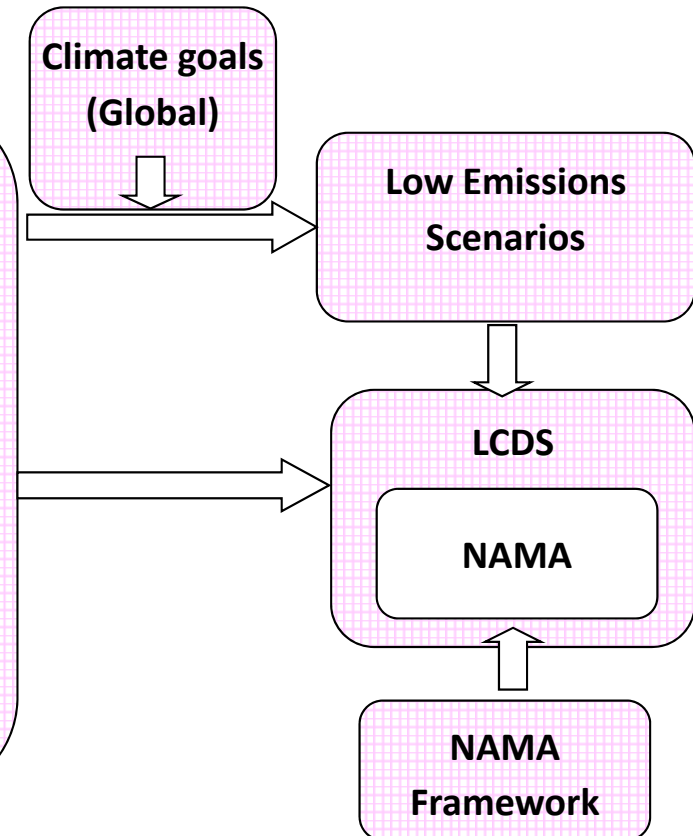 Climate goals
(Global)
Low Emissions
Scenarios
LCDS
NAMA
NAMA
Framework